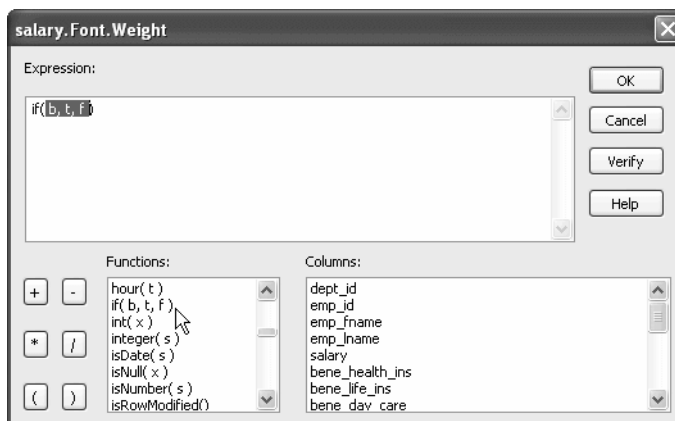 salary.Font.Weight
Expression:
if( b, t, f )
OK
Cancel
Verify
Help
Functions:
Columns:
+ -
* /
( )
hour( t )
if( b, t, f )
int( x )
integer( s )
isDate( s )
isNull( x )
isNumber( s )
isRowModified()
dept_id
emp_id
emp_fname
emp_lname
salary
bene_health_ins
bene_life_ins
bene_day_care